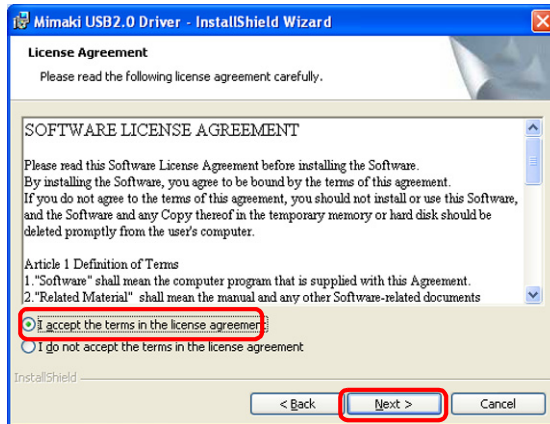 Mimaki USB2.0 Driver - InstallShield Wizard
License Agreement
Please read the following license agreement carefully.
SOFTWARE LICENSE AGREEMENT
Please read this Software License Agreement before installing the Software.
By installing the Software, you agree to be bound by the terms of this agreement.
If you do not agree to the terms of this agreement, you should not install or use this Software,
and the Software and any Copy thereof in the temporary memory or hard disk should be
deleted promptly from the user's computer.
Article 1 Definition of Terms
1."Software" shall mean the computer program that is supplied with this Agreement.
2."Related Material" shall mean the manual and any other Software-related documents
I accept the terms in the license agreement
I do not accept the terms in the license agreement
InstallShield
< Back Next > Cancel